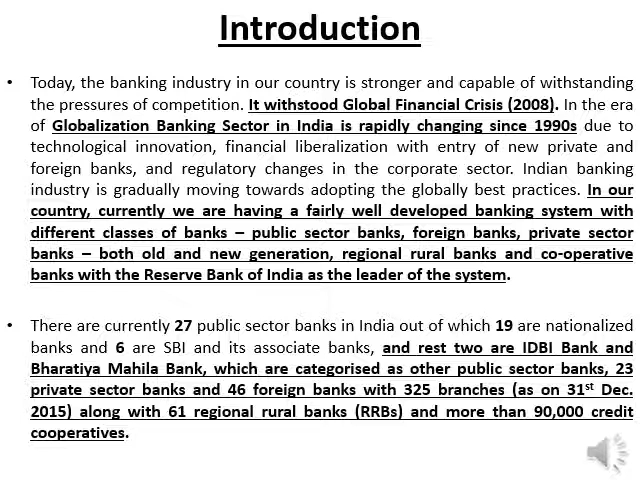 Introduction
• Today, the banking industry in our country is stronger and capable of withstanding
the pressures of competition. It withstood Global Financial Crisis (2008). In the era
of Globalization Banking Sector in India is rapidly changing since 1990s due to
technological innovation, financial liberalization with entry of new private and
foreign banks, and regulatory changes in the corporate sector. Indian banking
industry is gradually moving towards adopting the globally best practices. In our
country, currently we are having a fairly well developed banking system with
different classes of banks – public sector banks, foreign banks, private sector
banks – both old and new generation, regional rural banks and co-operative
banks with the Reserve Bank of India as the leader of the system.
• There are currently 27 public sector banks in India out of which 19 are nationalized
banks and 6 are SBI and its associate banks, and rest two are IDBI Bank and
Bharatiya Mahila Bank, which are categorised as other public sector banks, 23
private sector banks and 46 foreign banks with 325 branches (as on 31st Dec.
2015) along with 61 regional rural banks (RRBs) and more than 90,000 credit
cooperatives.